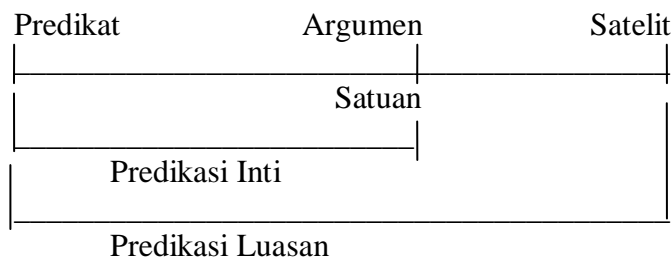 Predikat Argumen Satelit
Satuan
Predikasi Inti
Predikasi Luasan